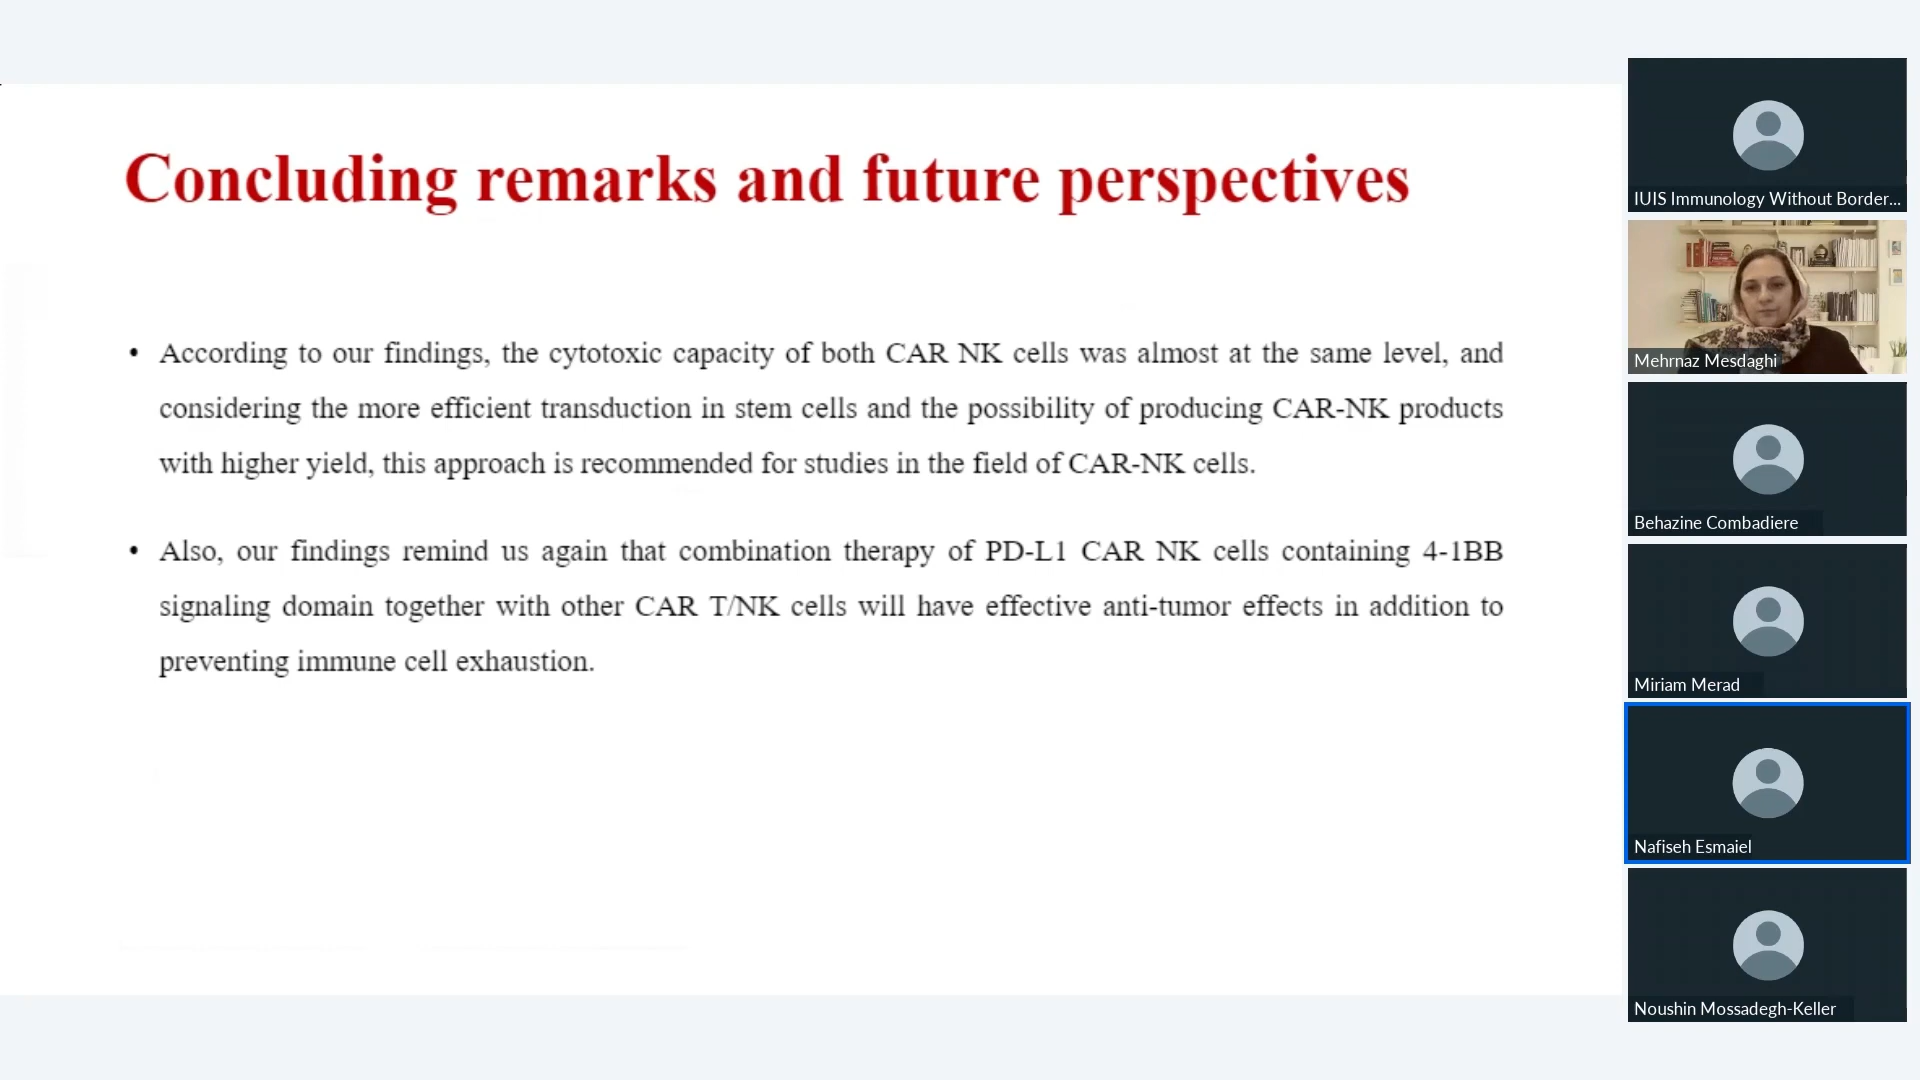 Concluding remarks and future perspectives
• According to our findings, the cytotoxic capacity of both CAR NK cells was almost at the same level, and
considering the more efficient transduction in stem cells and the possibility of producing CAR-NK products
with higher yield, this approach is recommended for studies in the field of CAR-NK cells.
• Also, our findings remind us again that combination therapy of PD-L1 CAR NK cells containing 4-1BB
signaling domain together with other CAR T/NK cells will have effective anti-tumor effects in addition to
preventing immune cell exhaustion.
IUIS Immunology Without Border...
Mehrnaz Mesdaghi
Behazine Combadiere
Miriam Merad
Nafiseh Esmaiel
Noushin Mossadegh-Keller